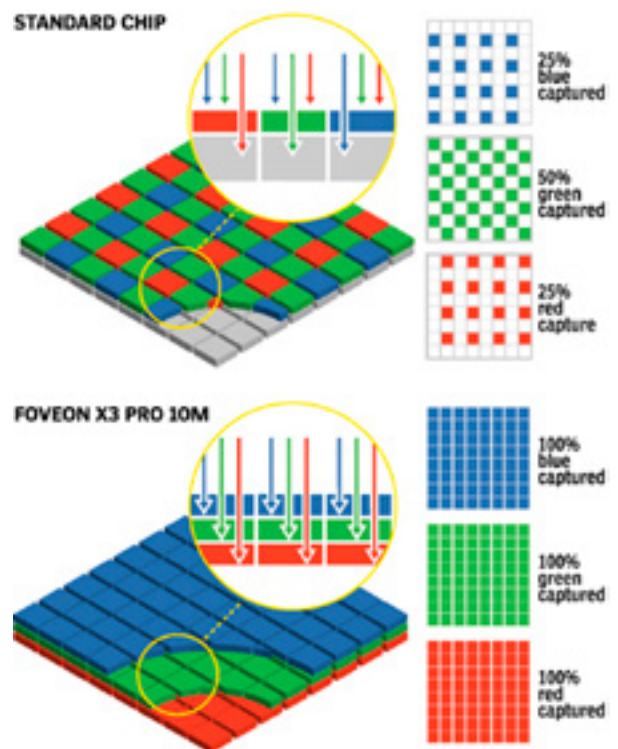 STANDARD CHIP
25%
blue
captured
50%
green
captured
25%
red
capture
FOVEON X3 PRO 10M
100%
blue
captured
100%
green
captured
100%
red
captured